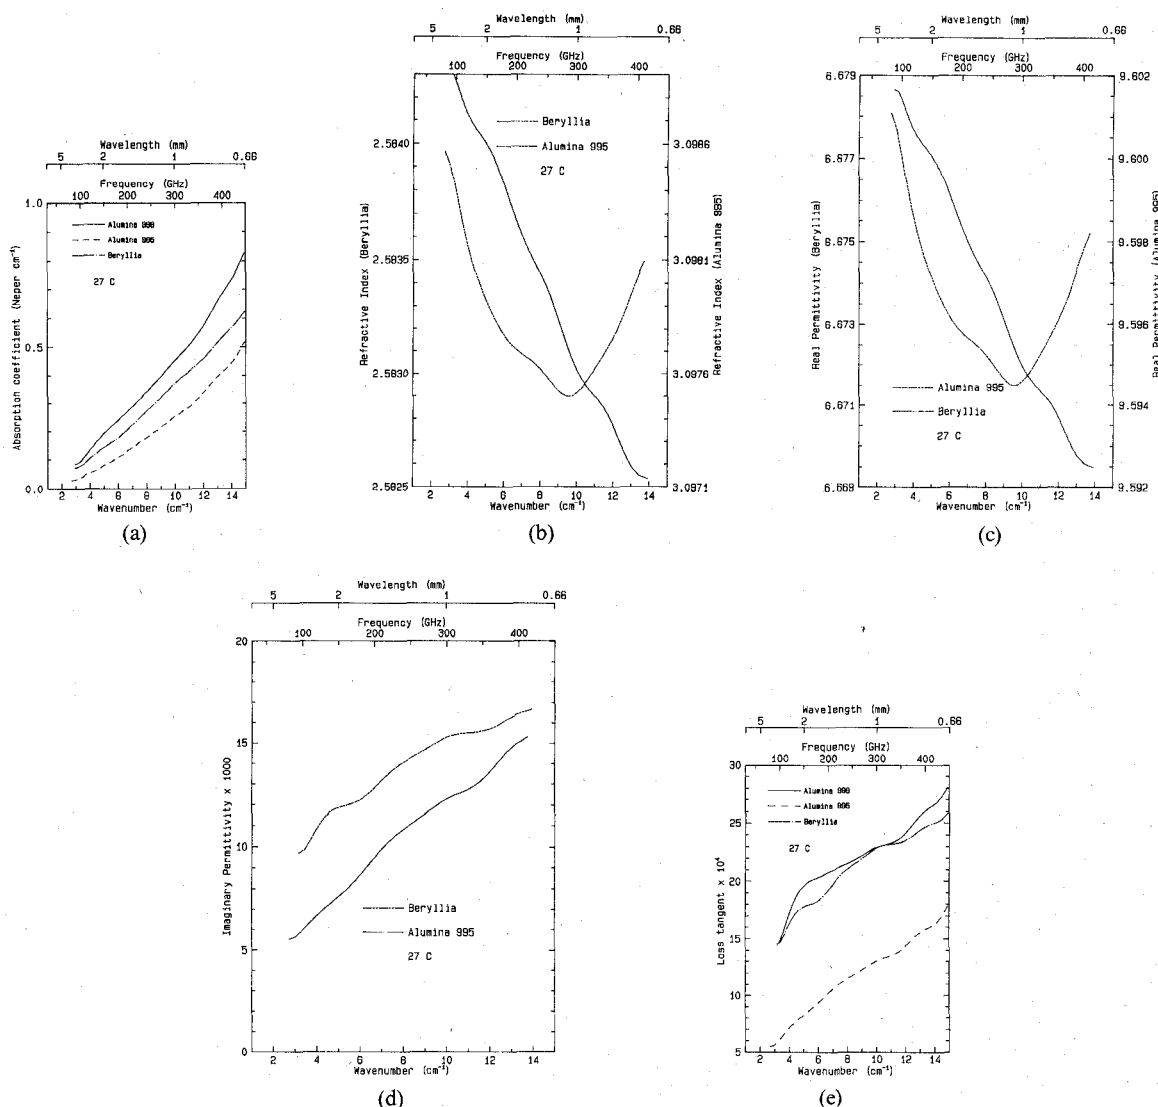 Wavelength (mm)
5 2 1 0.66
Frequency (GHz)
100 200 300 400
1.0
0.5
0.0
Absorption coefficient (Neper cm⁻¹)
Alumina 999
Alumina 995
Beryllia
27 C
2 4 6 8 10 12 14
Wavenumber (cm⁻¹)
(a)
Wavelength (mm)
5 2 1 0.66
Frequency (GHz)
100 200 300 400
2.5840
2.5835
2.5830
2.5825
Refractive Index (Beryllia)
Beryllia
Alumina 995
27 C
3.0986
3.0981
3.0976
3.0971
Refractive Index (Alumina 995)
2 4 6 8 10 12 14
Wavenumber (cm⁻¹)
(b)
Wavelength (mm)
5 2 1 0.66
Frequency (GHz)
100 200 300 400
6.679
6.677
6.675
6.673
6.671
6.669
Real Permittivity (Beryllia)
Alumina 995
Beryllia
27 C
9.602
9.600
9.598
9.596
9.594
9.592
Real Permittivity (Alumina 995)
2 4 6 8 10 12 14
Wavenumber (cm⁻¹)
(c)
Wavelength (mm)
5 2 1 0.66
Frequency (GHz)
100 200 300 400
20
15
10
5
0
Imaginary Permittivity x 1000
Beryllia
Alumina 995
27 C
2 4 6 8 10 12 14
Wavenumber (cm⁻¹)
(d)
Wavelength (mm)
5 2 1 0.66
Frequency (GHz)
100 200 300 400
30
25
20
15
10
5
Loss tangent x 10⁴
Alumina 999
Alumina 995
Beryllia
27 C
2 4 6 8 10 12 14
Wavenumber (cm⁻¹)
(e)